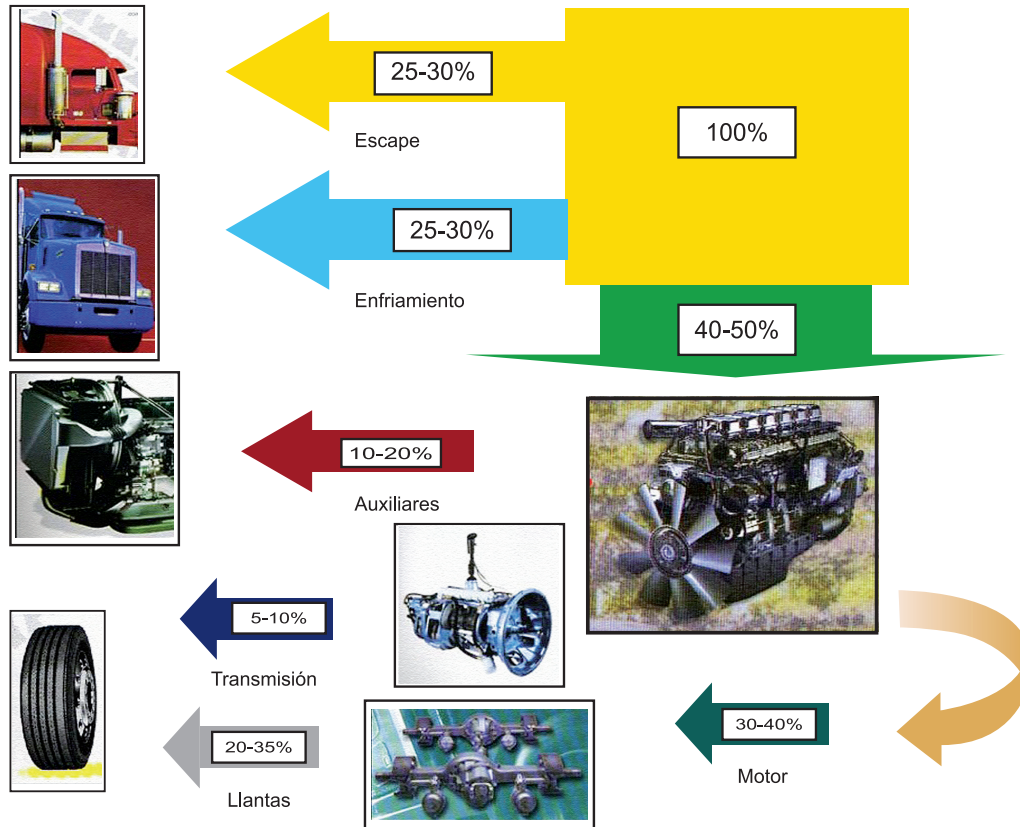 25-30%
100%
Escape
25-30%
Enfriamiento
40-50%
10-20%
Auxiliares
5-10%
Transmisión
30-40%
20-35%
Motor
Llantas